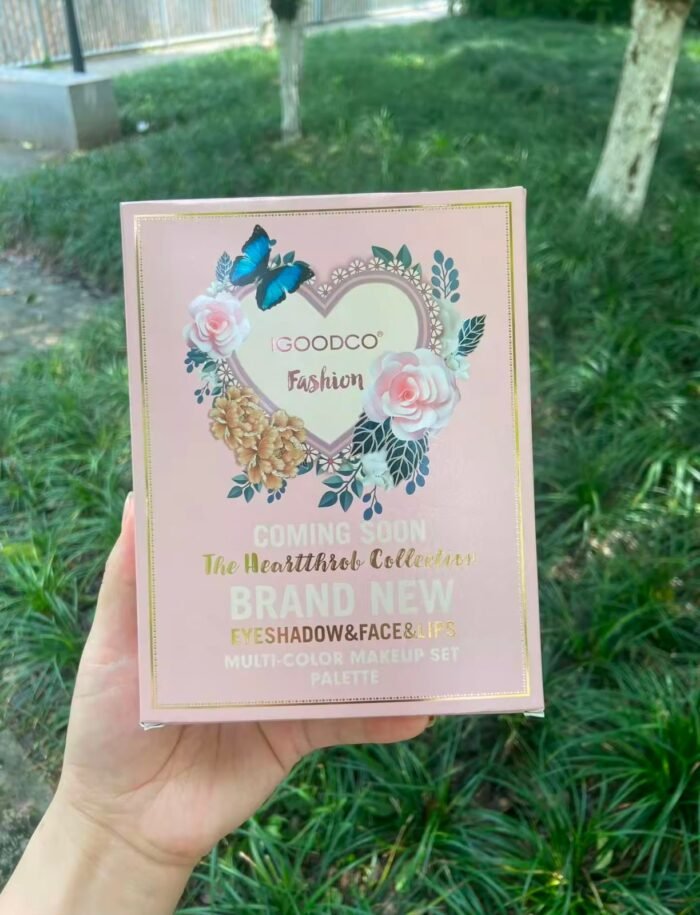 IGOODCO®
Fashion
COMING SOON
The Heartthrob Collection
BRAND NEW
EYESHADOW&FACE&LIPS
MULTI-COLOR MAKEUP SET
PALETTE